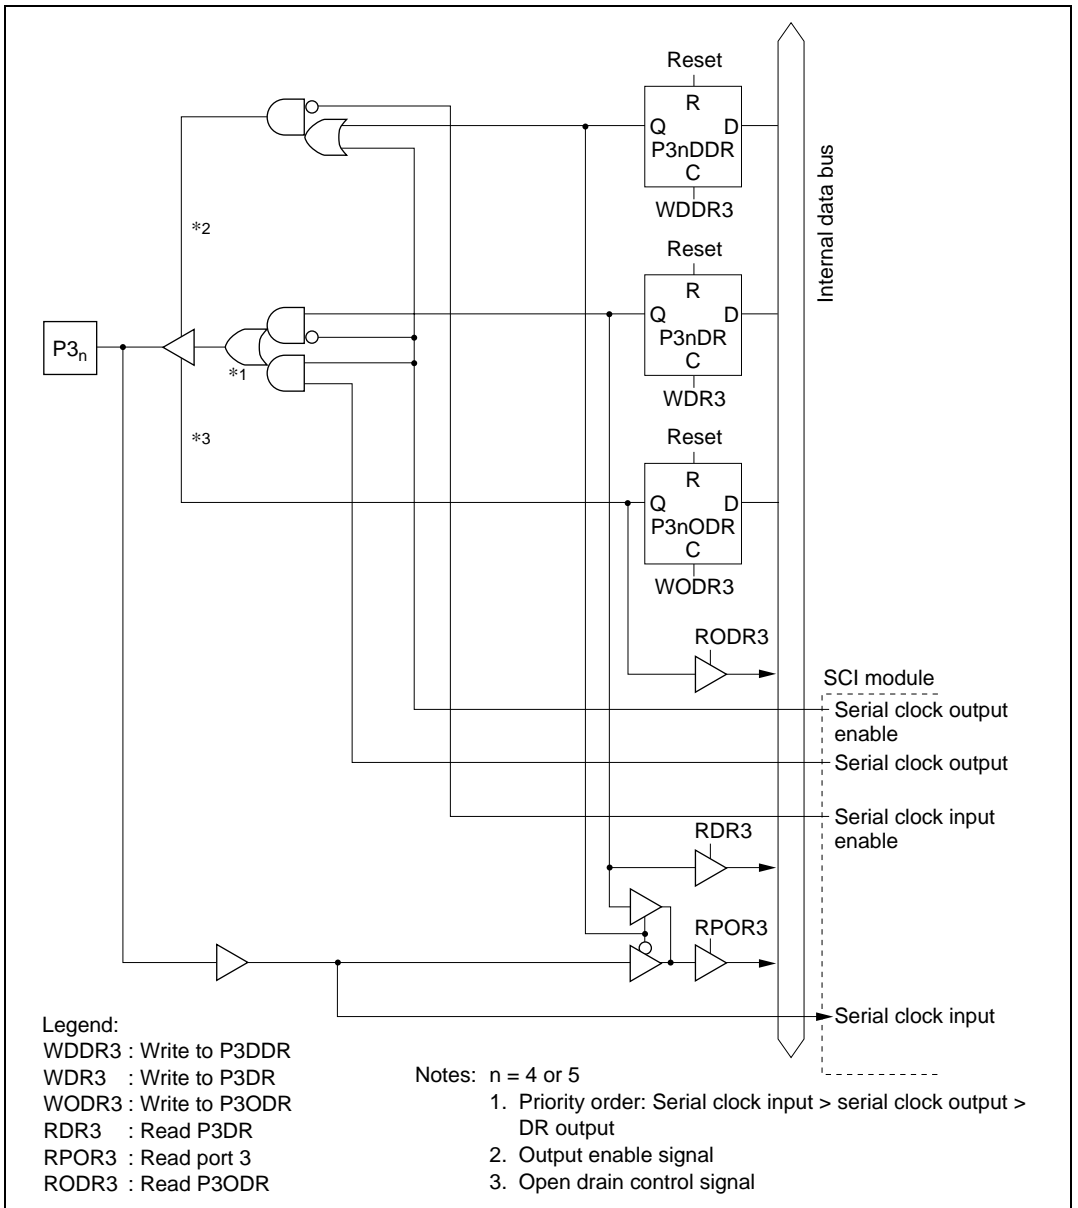 Reset
R
Q D
P3nDDR
C
WDDR3
Internal data bus
*2
Reset
R
Q D
P3nDR
C
WDR3
P3n
*1
*3
Reset
R
Q D
P3nODR
C
WODR3
RODR3
SCI module
Serial clock output
enable
Serial clock output
Serial clock input
enable
RDR3
RPOR3
Serial clock input
Legend:
WDDR3 : Write to P3DDR
WDR3 : Write to P3DR
WODR3 : Write to P3ODR
RDR3 : Read P3DR
RPOR3 : Read port 3
RODR3 : Read P3ODR
Notes: n = 4 or 5
1. Priority order: Serial clock input > serial clock output >
DR output
2. Output enable signal
3. Open drain control signal